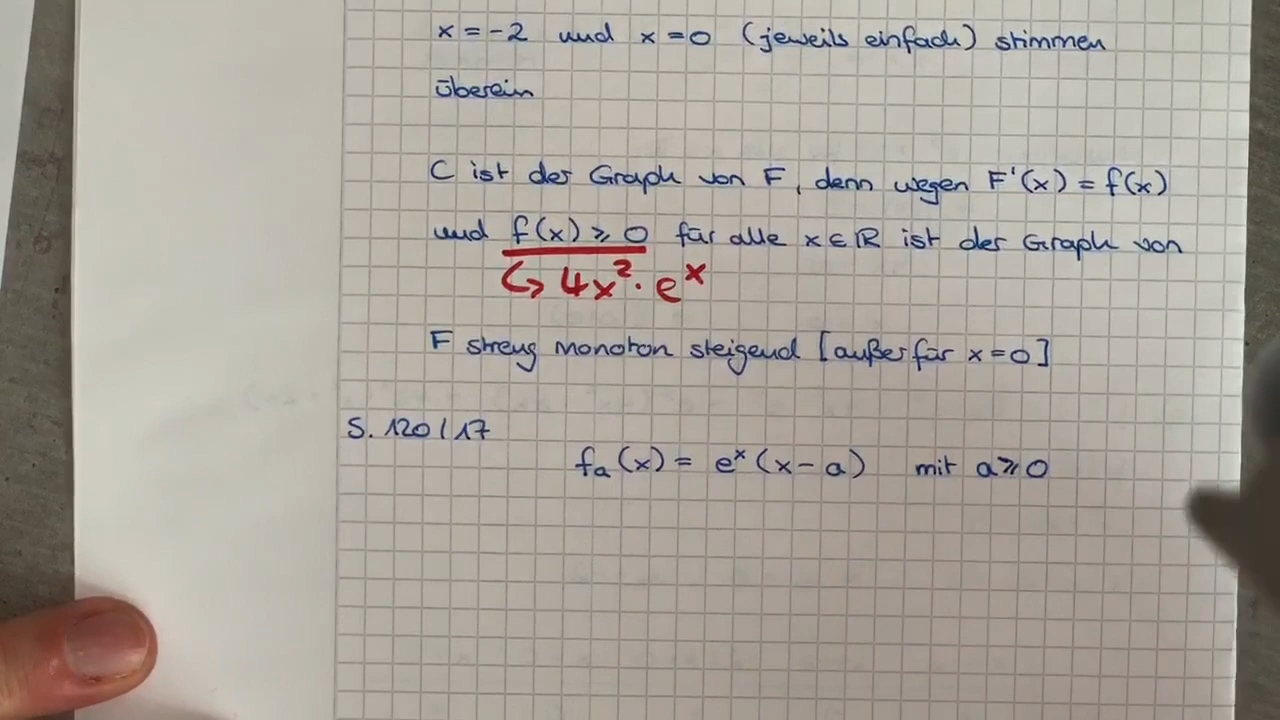 x = -2 und x = 0 (jeweils einfach) stimmen
überein
C ist der Graph von F, denn wegen F'(x) = f(x)
und f(x) ⩾ 0 für alle x ∈ ℝ ist der Graph von
↪ 4x² · eˣ
F streng monoton steigend [außer für x = 0]
S. 120 / 17
fₐ(x) = eˣ(x - a) mit a ⩾ 0